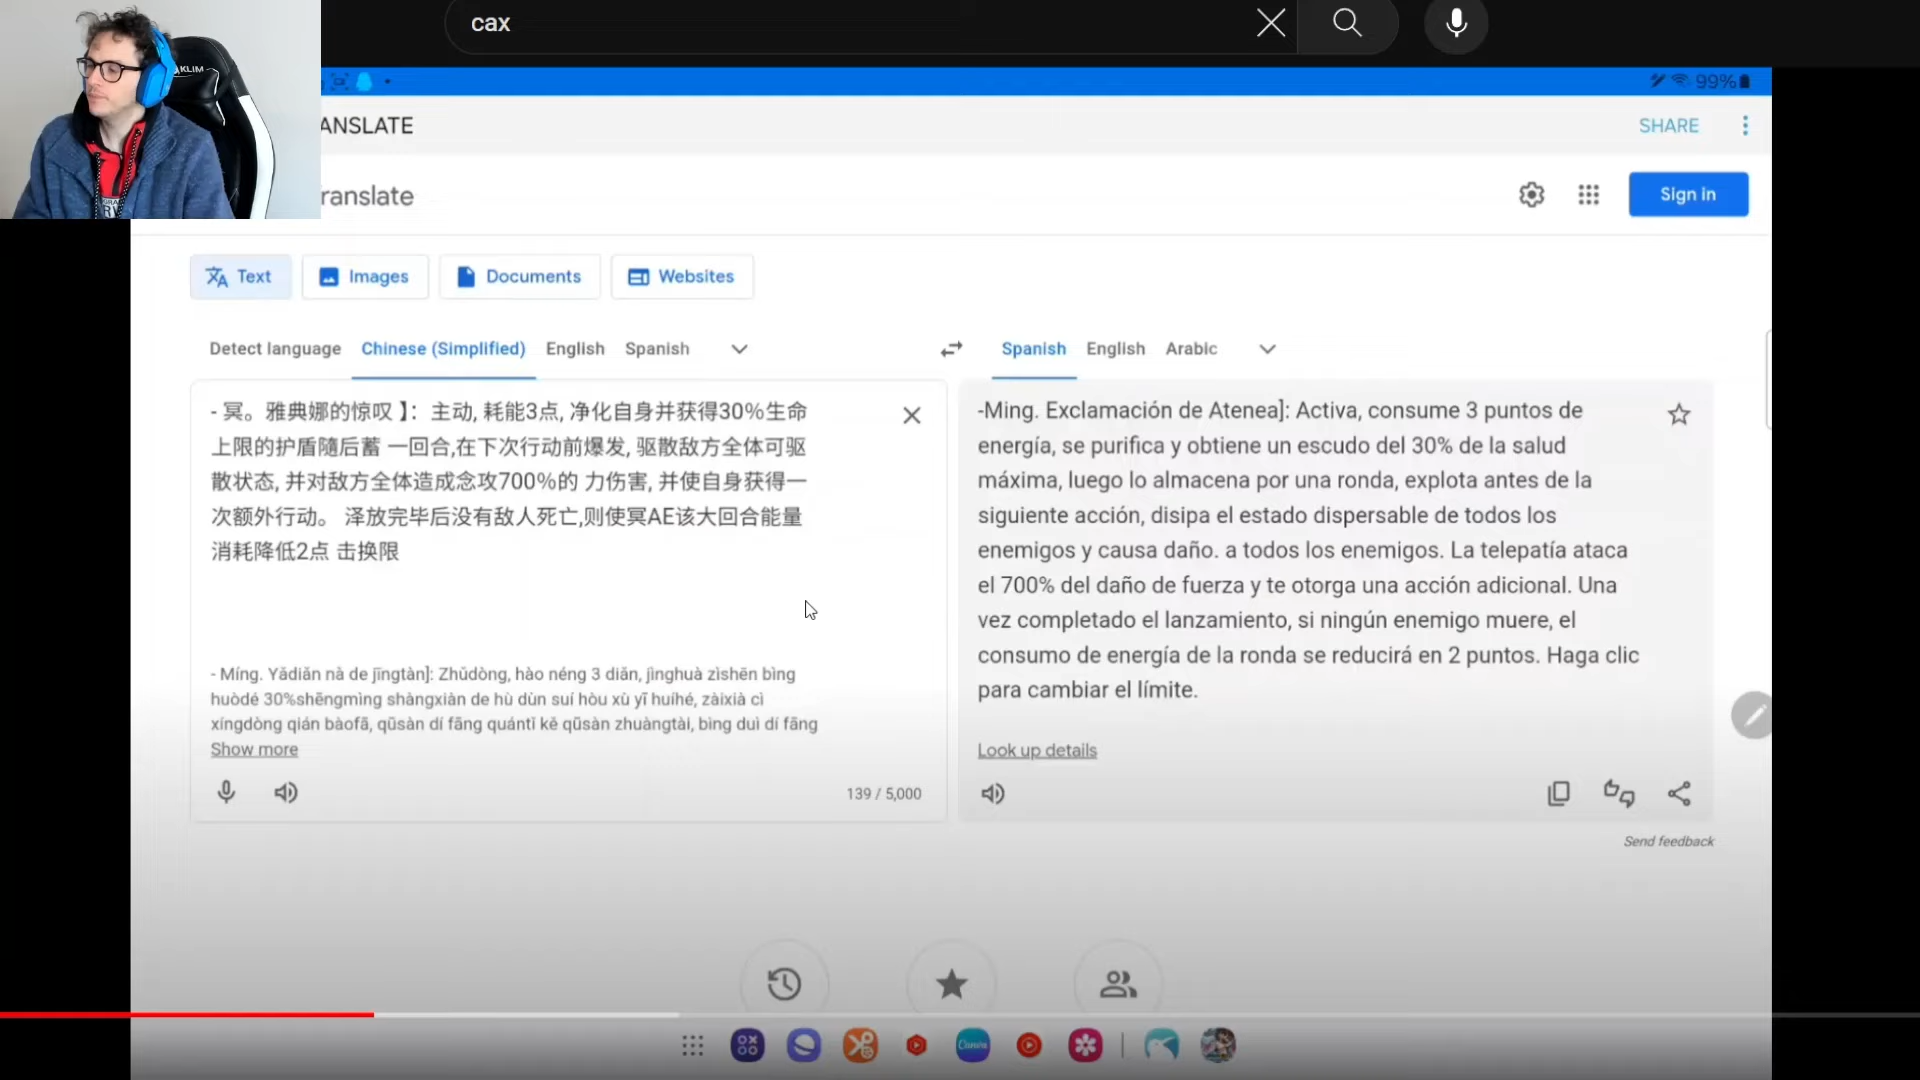 cax
KLIM
99%
ANSLATE
SHARE
ranslate
Sign in
Text
Images
Documents
Websites
Detect language
Chinese (Simplified)
English
Spanish
Spanish
English
Arabic
- 冥。雅典娜的惊叹 】：主动, 耗能3点, 净化自身并获得30%生命
上限的护盾隨后蓄 一回合,在下次行动前爆发, 驱散敌方全体可驱
散状态, 并对敌方全体造成念攻700%的 力伤害, 并使自身获得一
次额外行动。 泽放完毕后没有敌人死亡,则使冥AE该大回合能量
消耗降低2点 击换限
- Míng. Yǎdiǎn nà de jīngtàn]: Zhǔdòng, hào néng 3 diǎn, jìnghuà zìshēn bìng
huòdé 30%shēngmìng shàngxiàn de hù dùn suí hòu xù yī huíhé, zàixià cì
xíngdòng qián bàofā, qūsàn dí fāng quántǐ kě qūsàn zhuàngtài, bìng duì dí fāng
Show more
139 / 5,000
-Ming. Exclamación de Atenea]: Activa, consume 3 puntos de
energía, se purifica y obtiene un escudo del 30% de la salud
máxima, luego lo almacena por una ronda, explota antes de la
siguiente acción, disipa el estado dispersable de todos los
enemigos y causa daño. a todos los enemigos. La telepatía ataca
el 700% del daño de fuerza y te otorga una acción adicional. Una
vez completado el lanzamiento, si ningún enemigo muere, el
consumo de energía de la ronda se reducirá en 2 puntos. Haga clic
para cambiar el límite.
Look up details
Send feedback
Canva